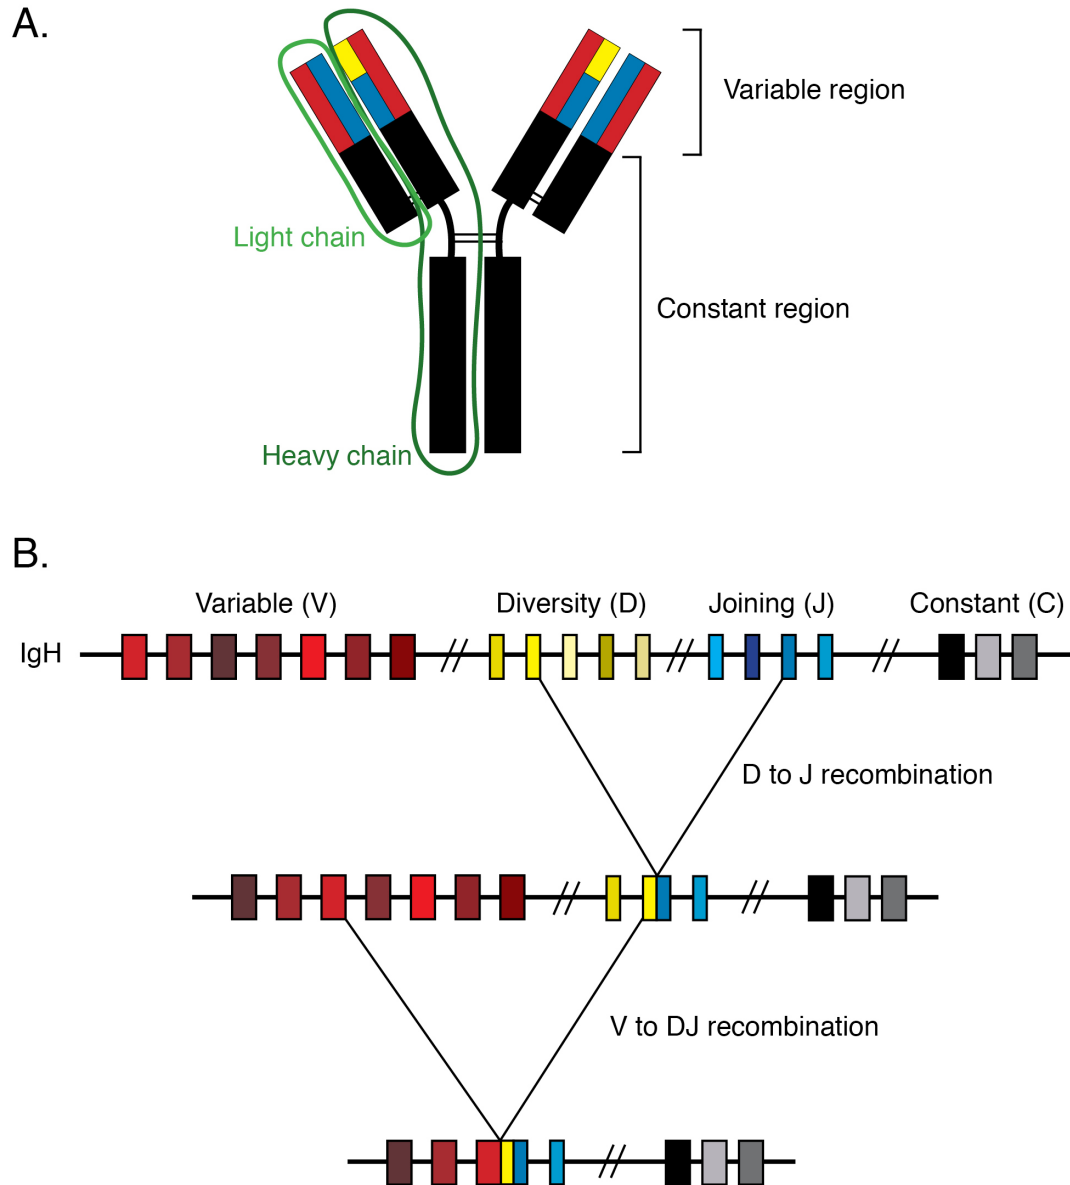 A.
Variable region
Light chain
Constant region
Heavy chain
B.
Variable (V) Diversity (D) Joining (J) Constant (C)
IgH
D to J recombination
V to DJ recombination